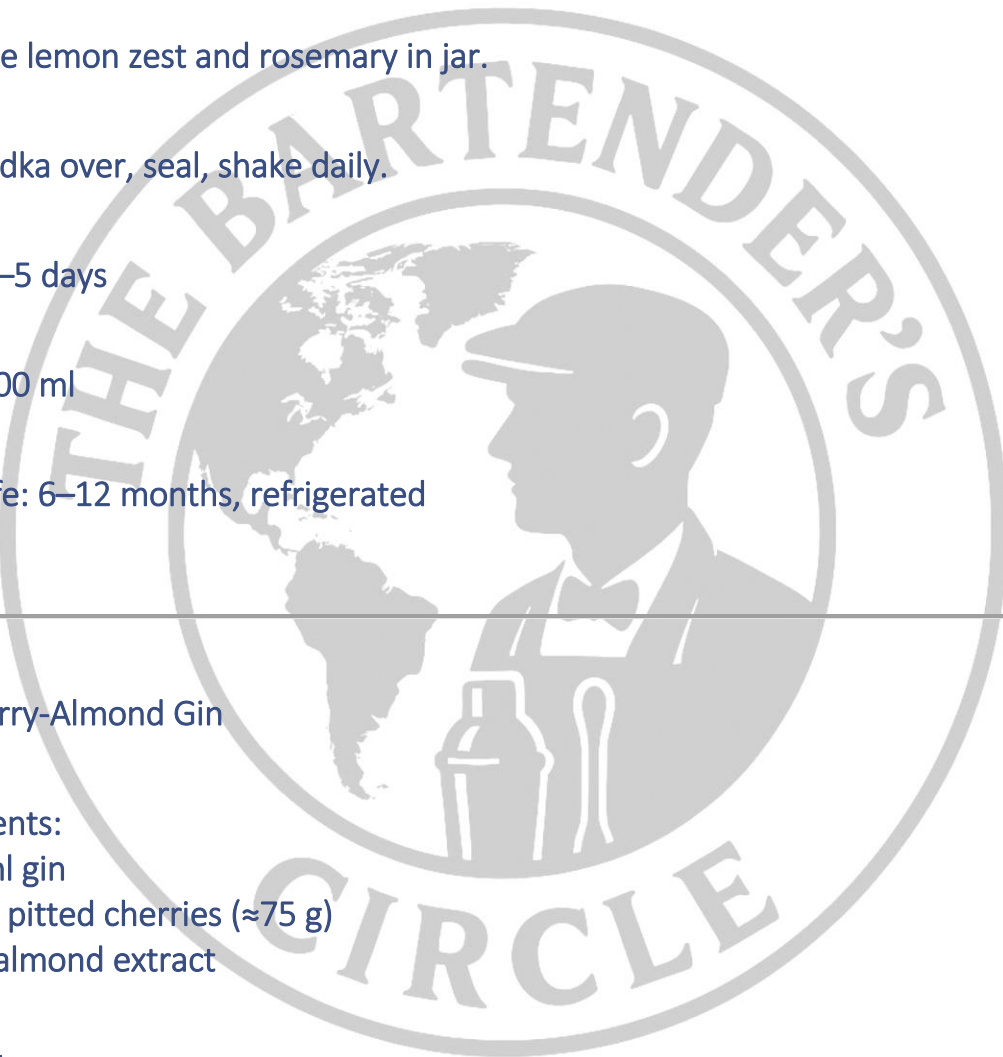 e lemon zest and rosemary in jar.
dka over, seal, shake daily.
–5 days
00 ml
fe: 6–12 months, refrigerated
rry-Almond Gin
ents:
nl gin
pitted cherries (≈75 g)
almond extract
THE BARTENDER'S
CIRCLE